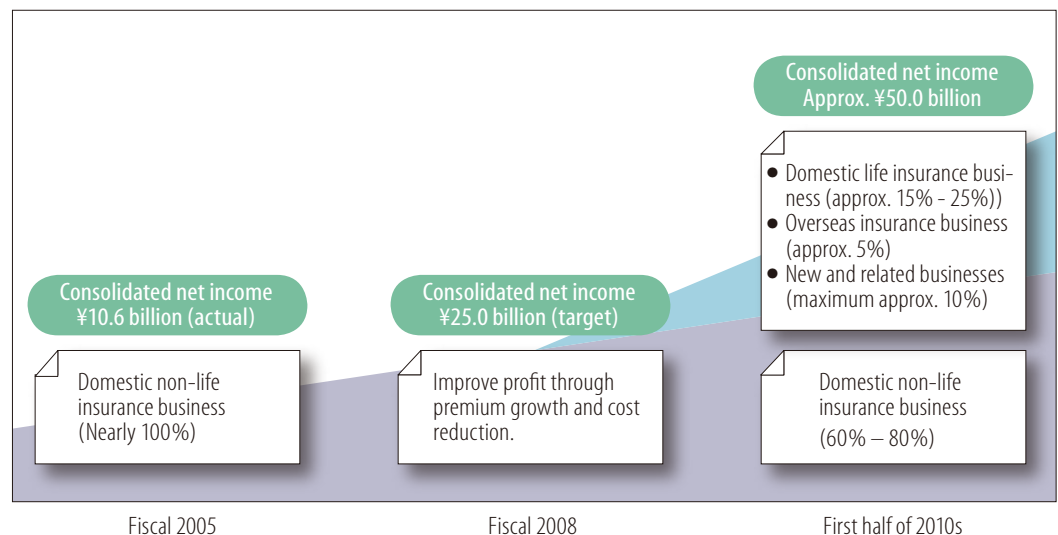 Consolidated net income
¥10.6 billion (actual)
Domestic non-life
insurance business
(Nearly 100%)
Fiscal 2005
Consolidated net income
¥25.0 billion (target)
Improve profit through
premium growth and cost
reduction.
Fiscal 2008
Consolidated net income
Approx. ¥50.0 billion
● Domestic life insurance busi-
ness (approx. 15% - 25%))
● Overseas insurance business
(approx. 5%)
● New and related businesses
(maximum approx. 10%)
Domestic non-life
insurance business
(60% – 80%)
First half of 2010s